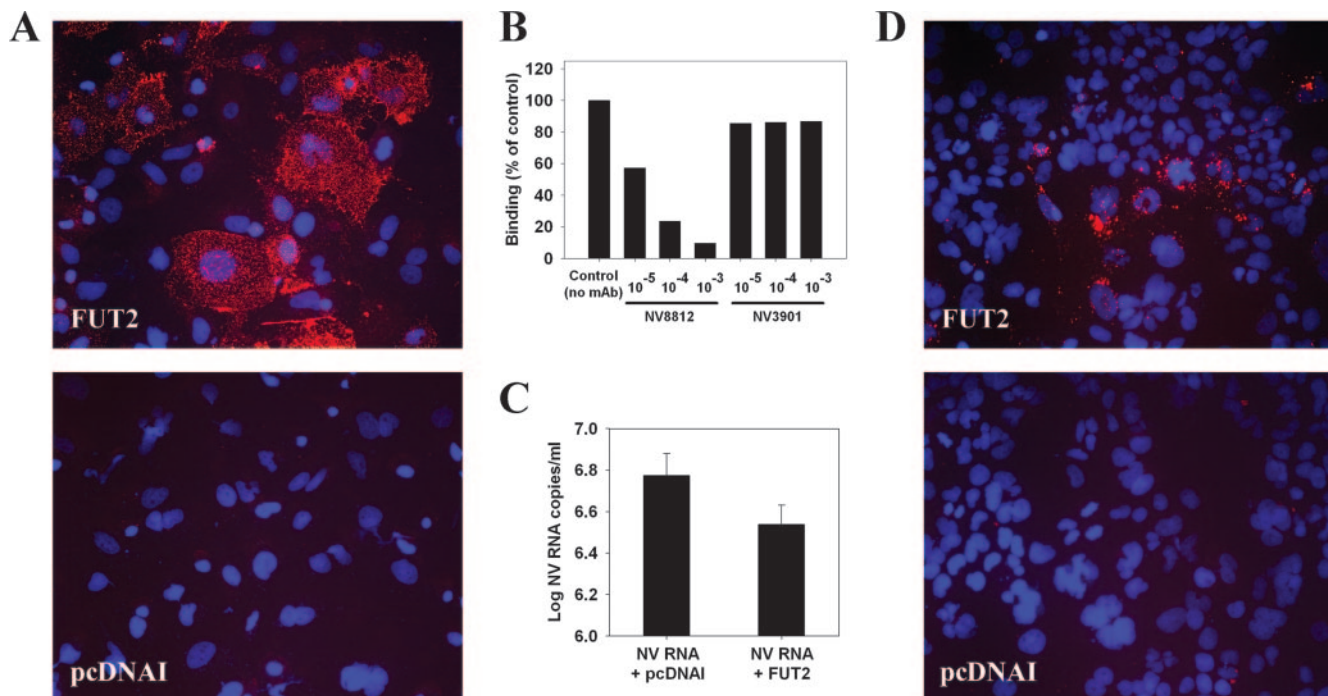 A
FUT2
pcDNAI
B
Binding (% of control)
120
100
80
60
40
20
0
Control
(no mAb)
10-5 10-4 10-3 10-5 10-4 10-3
NV8812 NV3901
C
Log NV RNA copies/ml
7.0
6.8
6.6
6.4
6.2
6.0
NV RNA
+ pcDNAI
NV RNA
+ FUT2
D
FUT2
pcDNAI